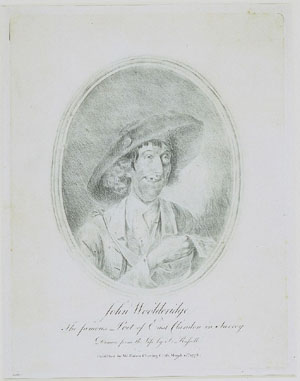 John Wooldridge
The famous Poet of East Clandon in Surrey
Drawn from the Life by J. Russell